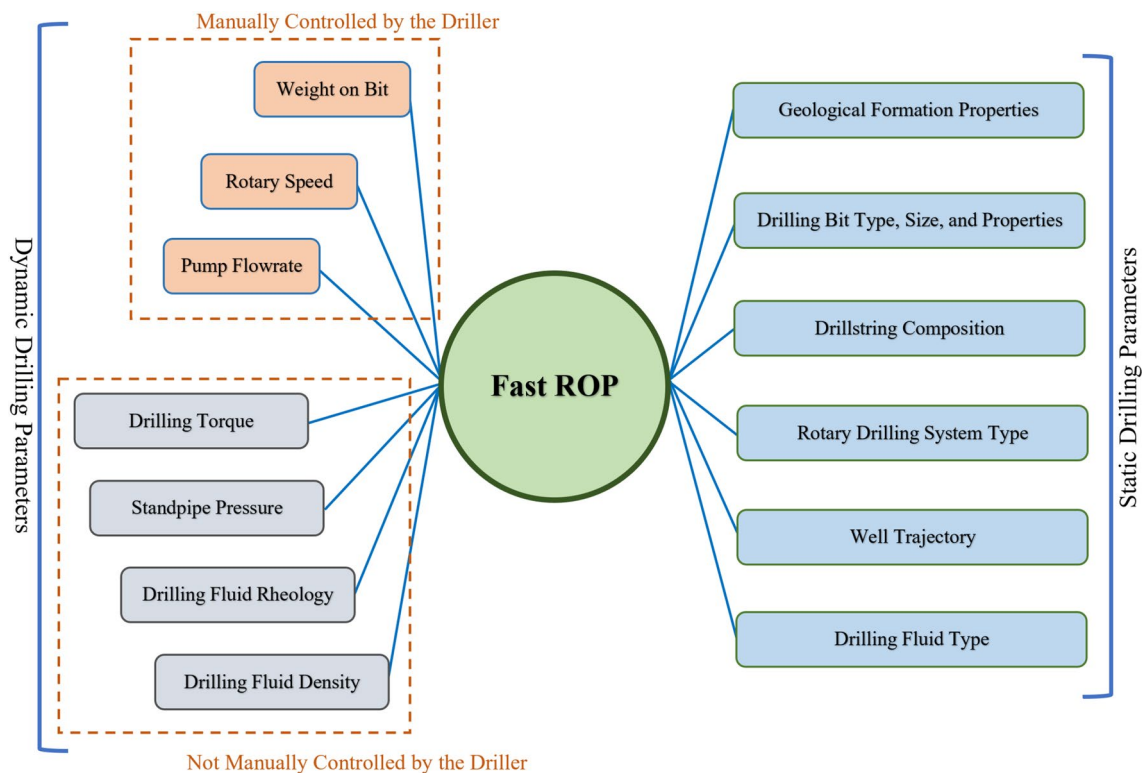 Manually Controlled by the Driller
Dynamic Drilling Parameters
Weight on Bit
Rotary Speed
Pump Flowrate
Drilling Torque
Standpipe Pressure
Drilling Fluid Rheology
Drilling Fluid Density
Not Manually Controlled by the Driller
Fast ROP
Geological Formation Properties
Drilling Bit Type, Size, and Properties
Drillstring Composition
Rotary Drilling System Type
Well Trajectory
Drilling Fluid Type
Static Drilling Parameters